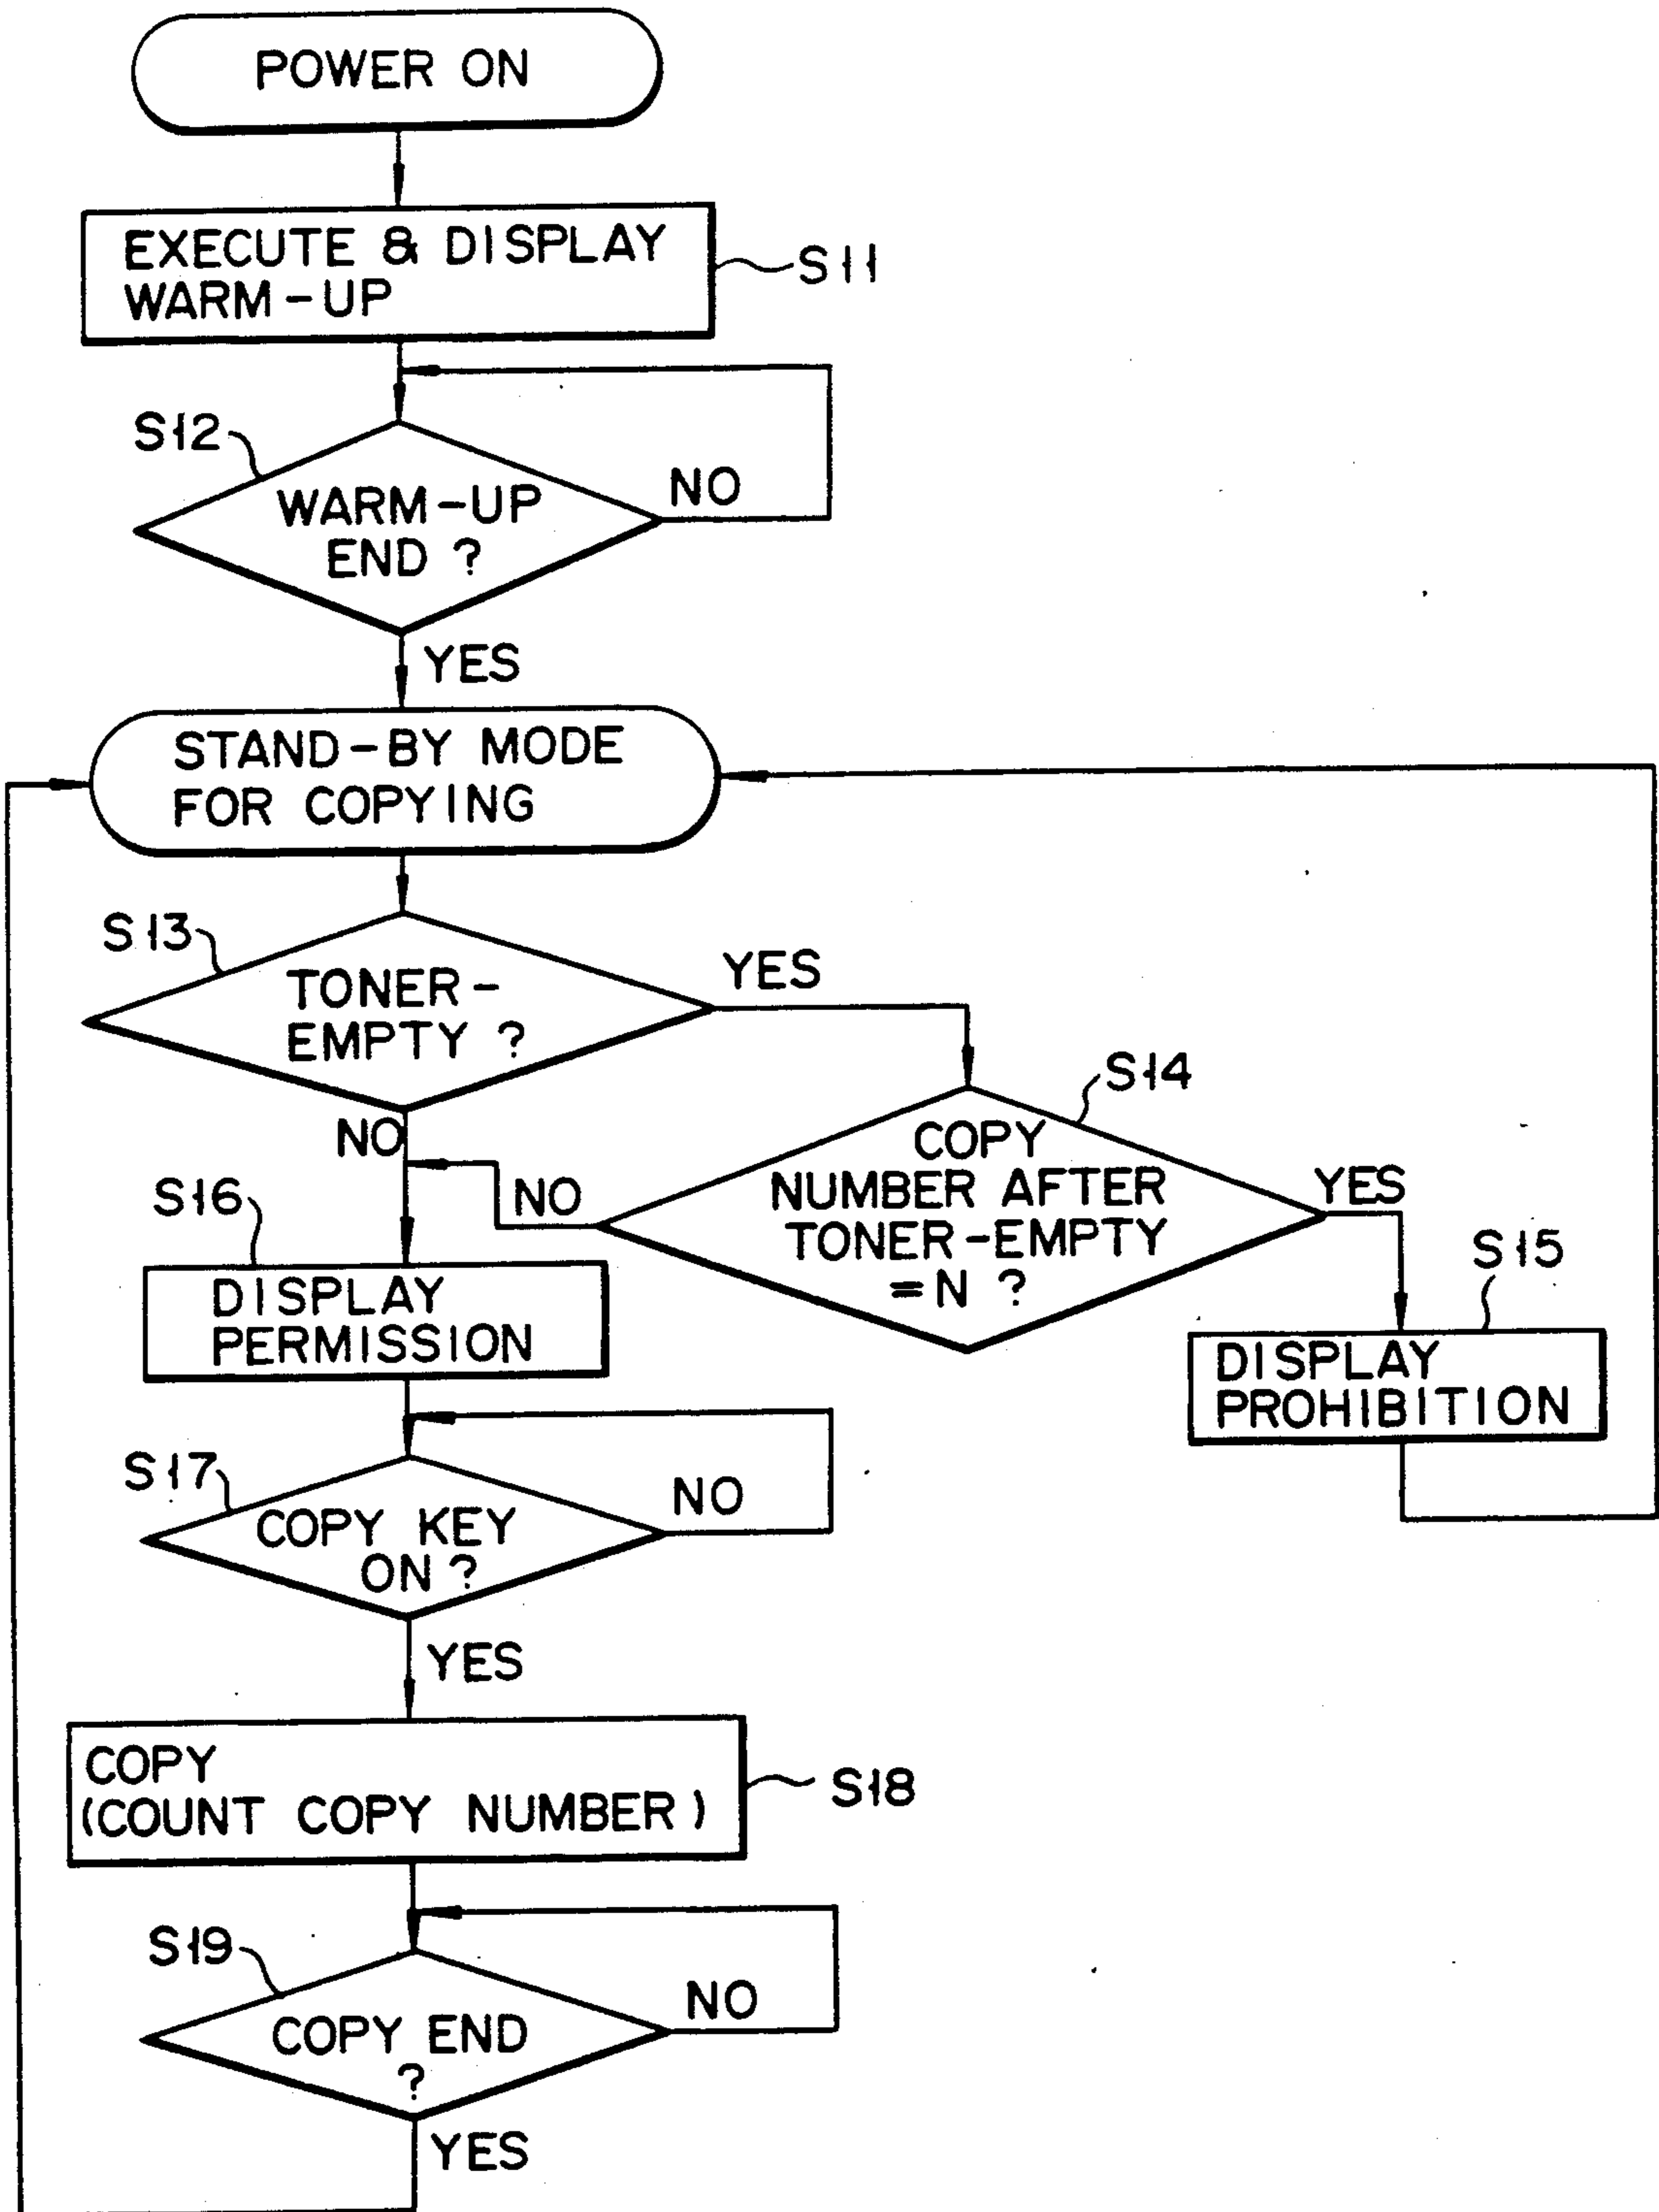 POWER ON
EXECUTE & DISPLAY
WARM-UP
S11
S12
WARM-UP
END ?
NO
YES
STAND-BY MODE
FOR COPYING
S13
TONER-
EMPTY ?
YES
NO
S14
COPY
NUMBER AFTER
TONER-EMPTY
=N ?
NO
YES
S15
DISPLAY
PROHIBITION
S16
DISPLAY
PERMISSION
S17
COPY KEY
ON ?
NO
YES
COPY
(COUNT COPY NUMBER)
S18
S19
COPY END
?
NO
YES